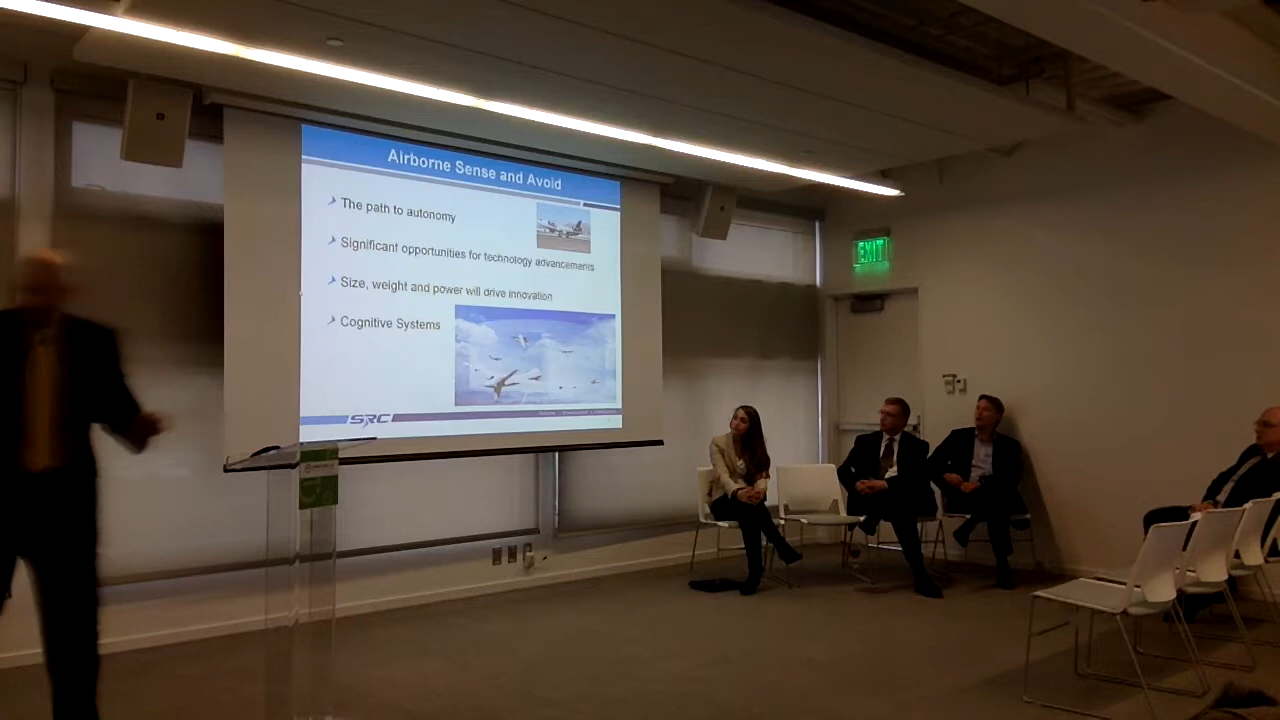 Airborne Sense and Avoid
The path to autonomy
Significant opportunities for technology advancements
Size, weight and power will drive innovation
Cognitive Systems
SRC
EXIT